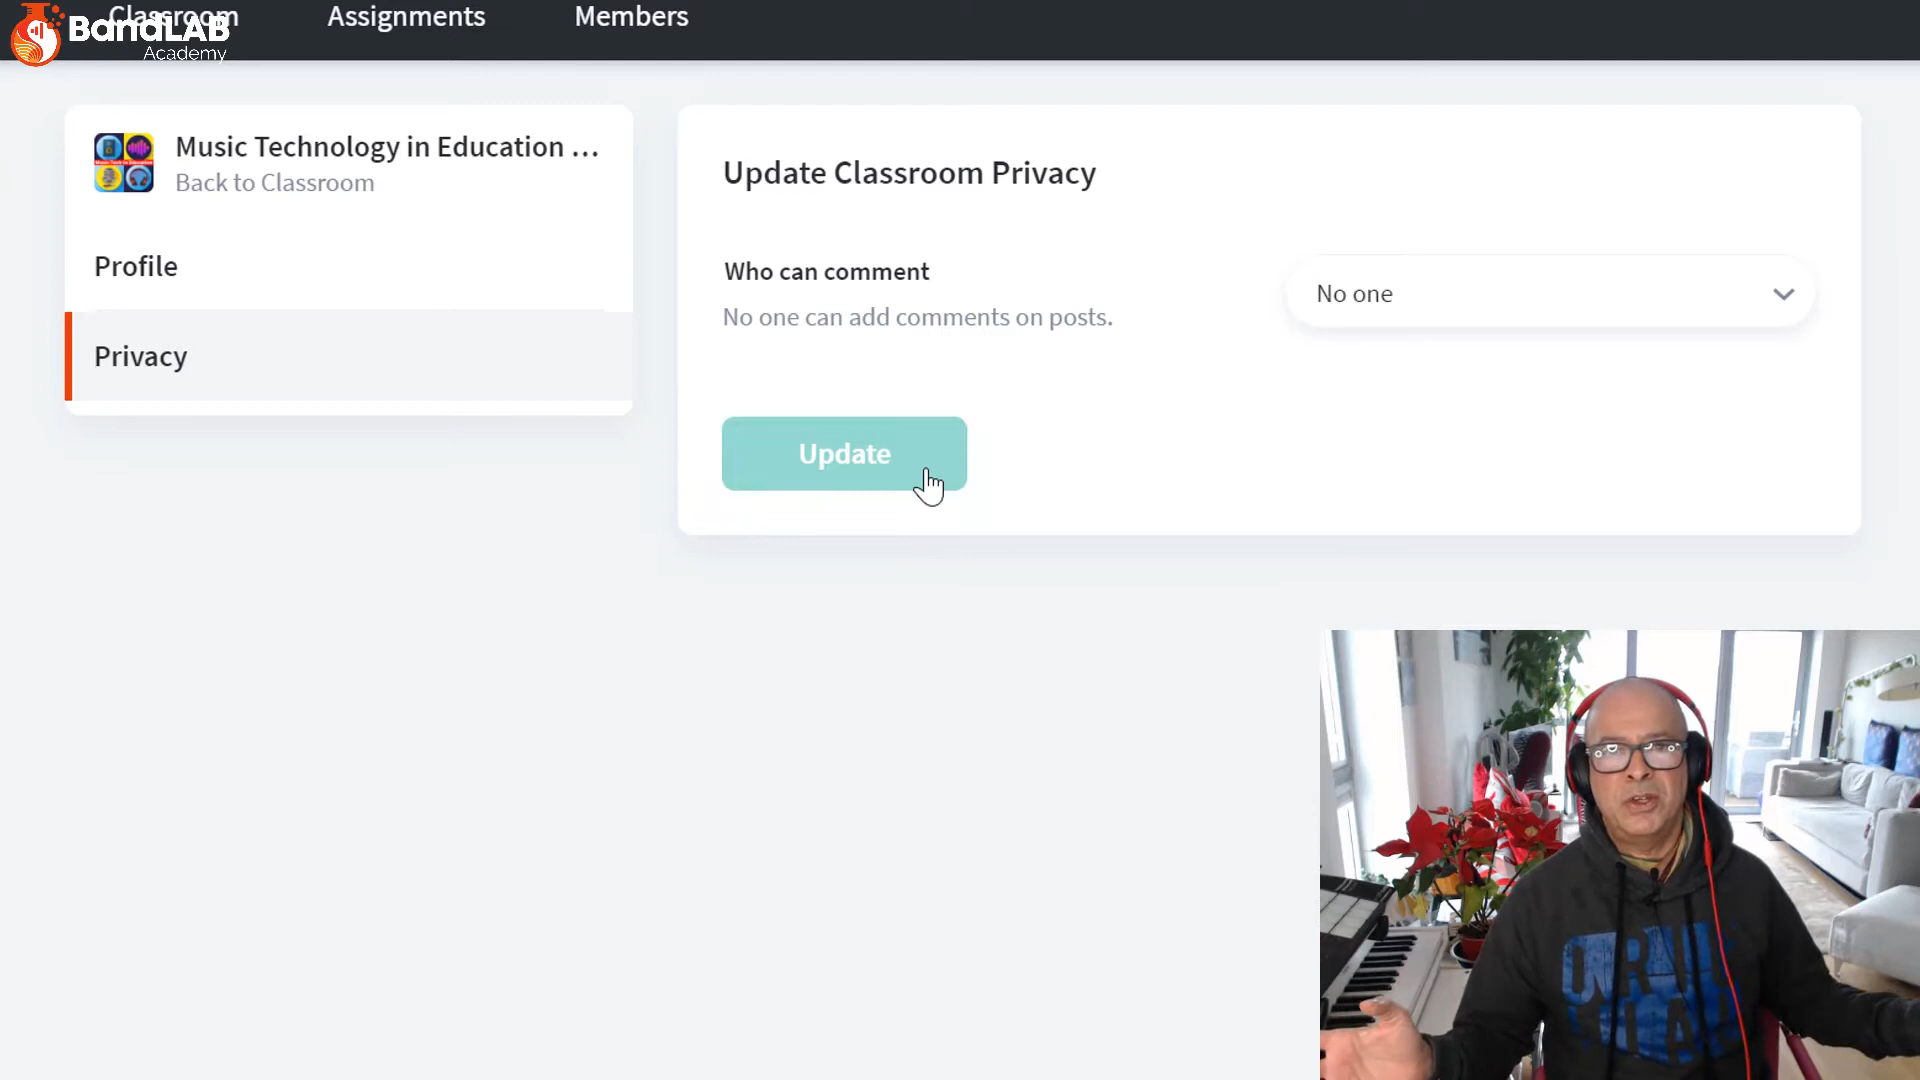 Classroom
Assignments
Members
BandLAB
Academy
Music Technology in Education ...
Back to Classroom
Profile
Privacy
Update Classroom Privacy
Who can comment
No one can add comments on posts.
No one
Update